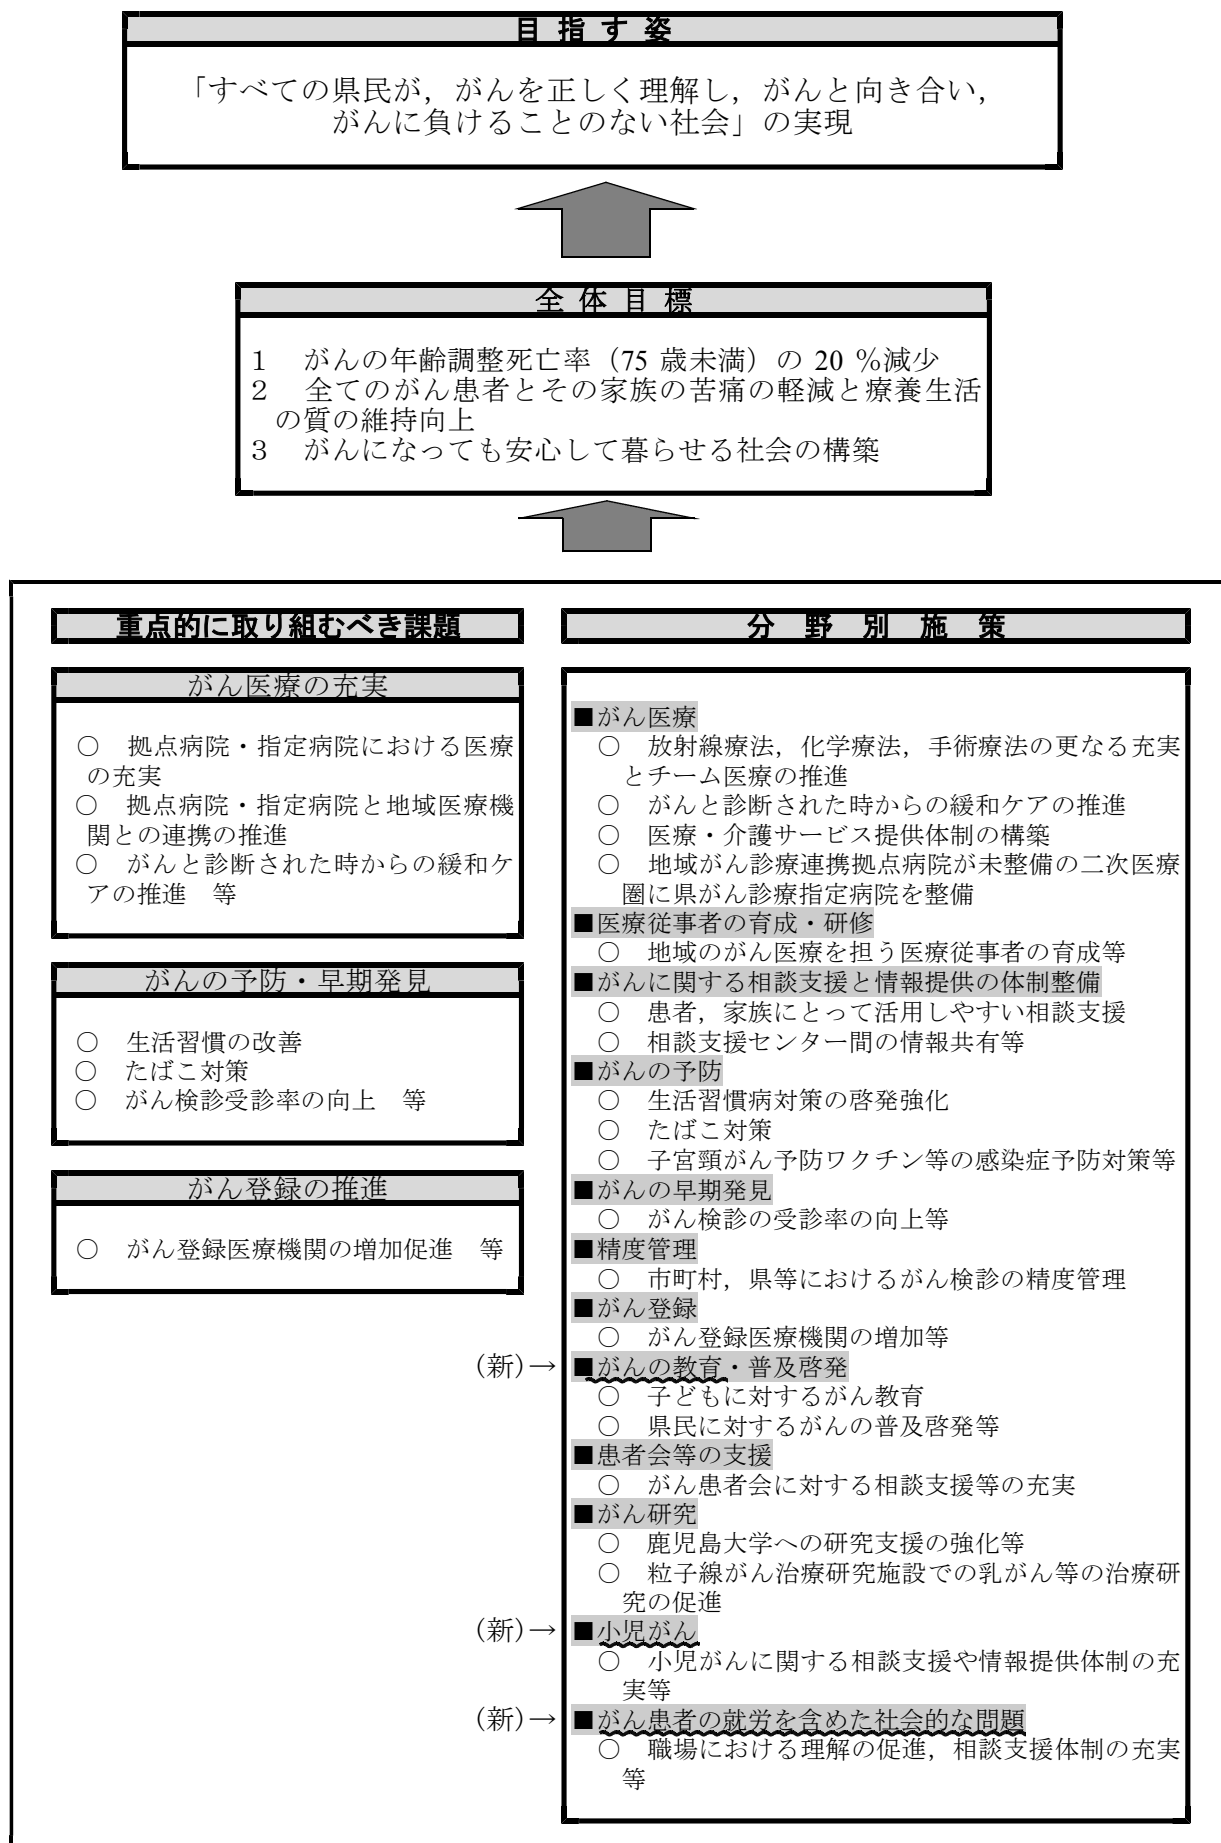 目 指 す 姿
「すべての県民が，がんを正しく理解し，がんと向き合い，
がんに負けることのない社会」の実現
全 体 目 標
１　がんの年齢調整死亡率（75 歳未満）の 20 ％減少
２　全てのがん患者とその家族の苦痛の軽減と療養生活
の質の維持向上
３　がんになっても安心して暮らせる社会の構築
重点的に取り組むべき課題
がん医療の充実
○　拠点病院・指定病院における医療
の充実
○　拠点病院・指定病院と地域医療機
関との連携の推進
○　がんと診断された時からの緩和ケ
アの推進　等
がんの予防・早期発見
○　生活習慣の改善
○　たばこ対策
○　がん検診受診率の向上　等
がん登録の推進
○　がん登録医療機関の増加促進　等
分　野　別　施　策
■がん医療
○　放射線療法，化学療法，手術療法の更なる充実
とチーム医療の推進
○　がんと診断された時からの緩和ケアの推進
○　医療・介護サービス提供体制の構築
○　地域がん診療連携拠点病院が未整備の二次医療
圏に県がん診療指定病院を整備
■医療従事者の育成・研修
○　地域のがん医療を担う医療従事者の育成等
■がんに関する相談支援と情報提供の体制整備
○　患者，家族にとって活用しやすい相談支援
○　相談支援センター間の情報共有等
■がんの予防
○　生活習慣病対策の啓発強化
○　たばこ対策
○　子宮頸がん予防ワクチン等の感染症予防対策等
■がんの早期発見
○　がん検診の受診率の向上等
■精度管理
○　市町村，県等におけるがん検診の精度管理
■がん登録
○　がん登録医療機関の増加等
（新）→ ■がんの教育・普及啓発
○　子どもに対するがん教育
○　県民に対するがんの普及啓発等
■患者会等の支援
○　がん患者会に対する相談支援等の充実
■がん研究
○　鹿児島大学への研究支援の強化等
○　粒子線がん治療研究施設での乳がん等の治療研
究の促進
（新）→ ■小児がん
○　小児がんに関する相談支援や情報提供体制の充
実等
（新）→ ■がん患者の就労を含めた社会的な問題
○　職場における理解の促進，相談支援体制の充実
等